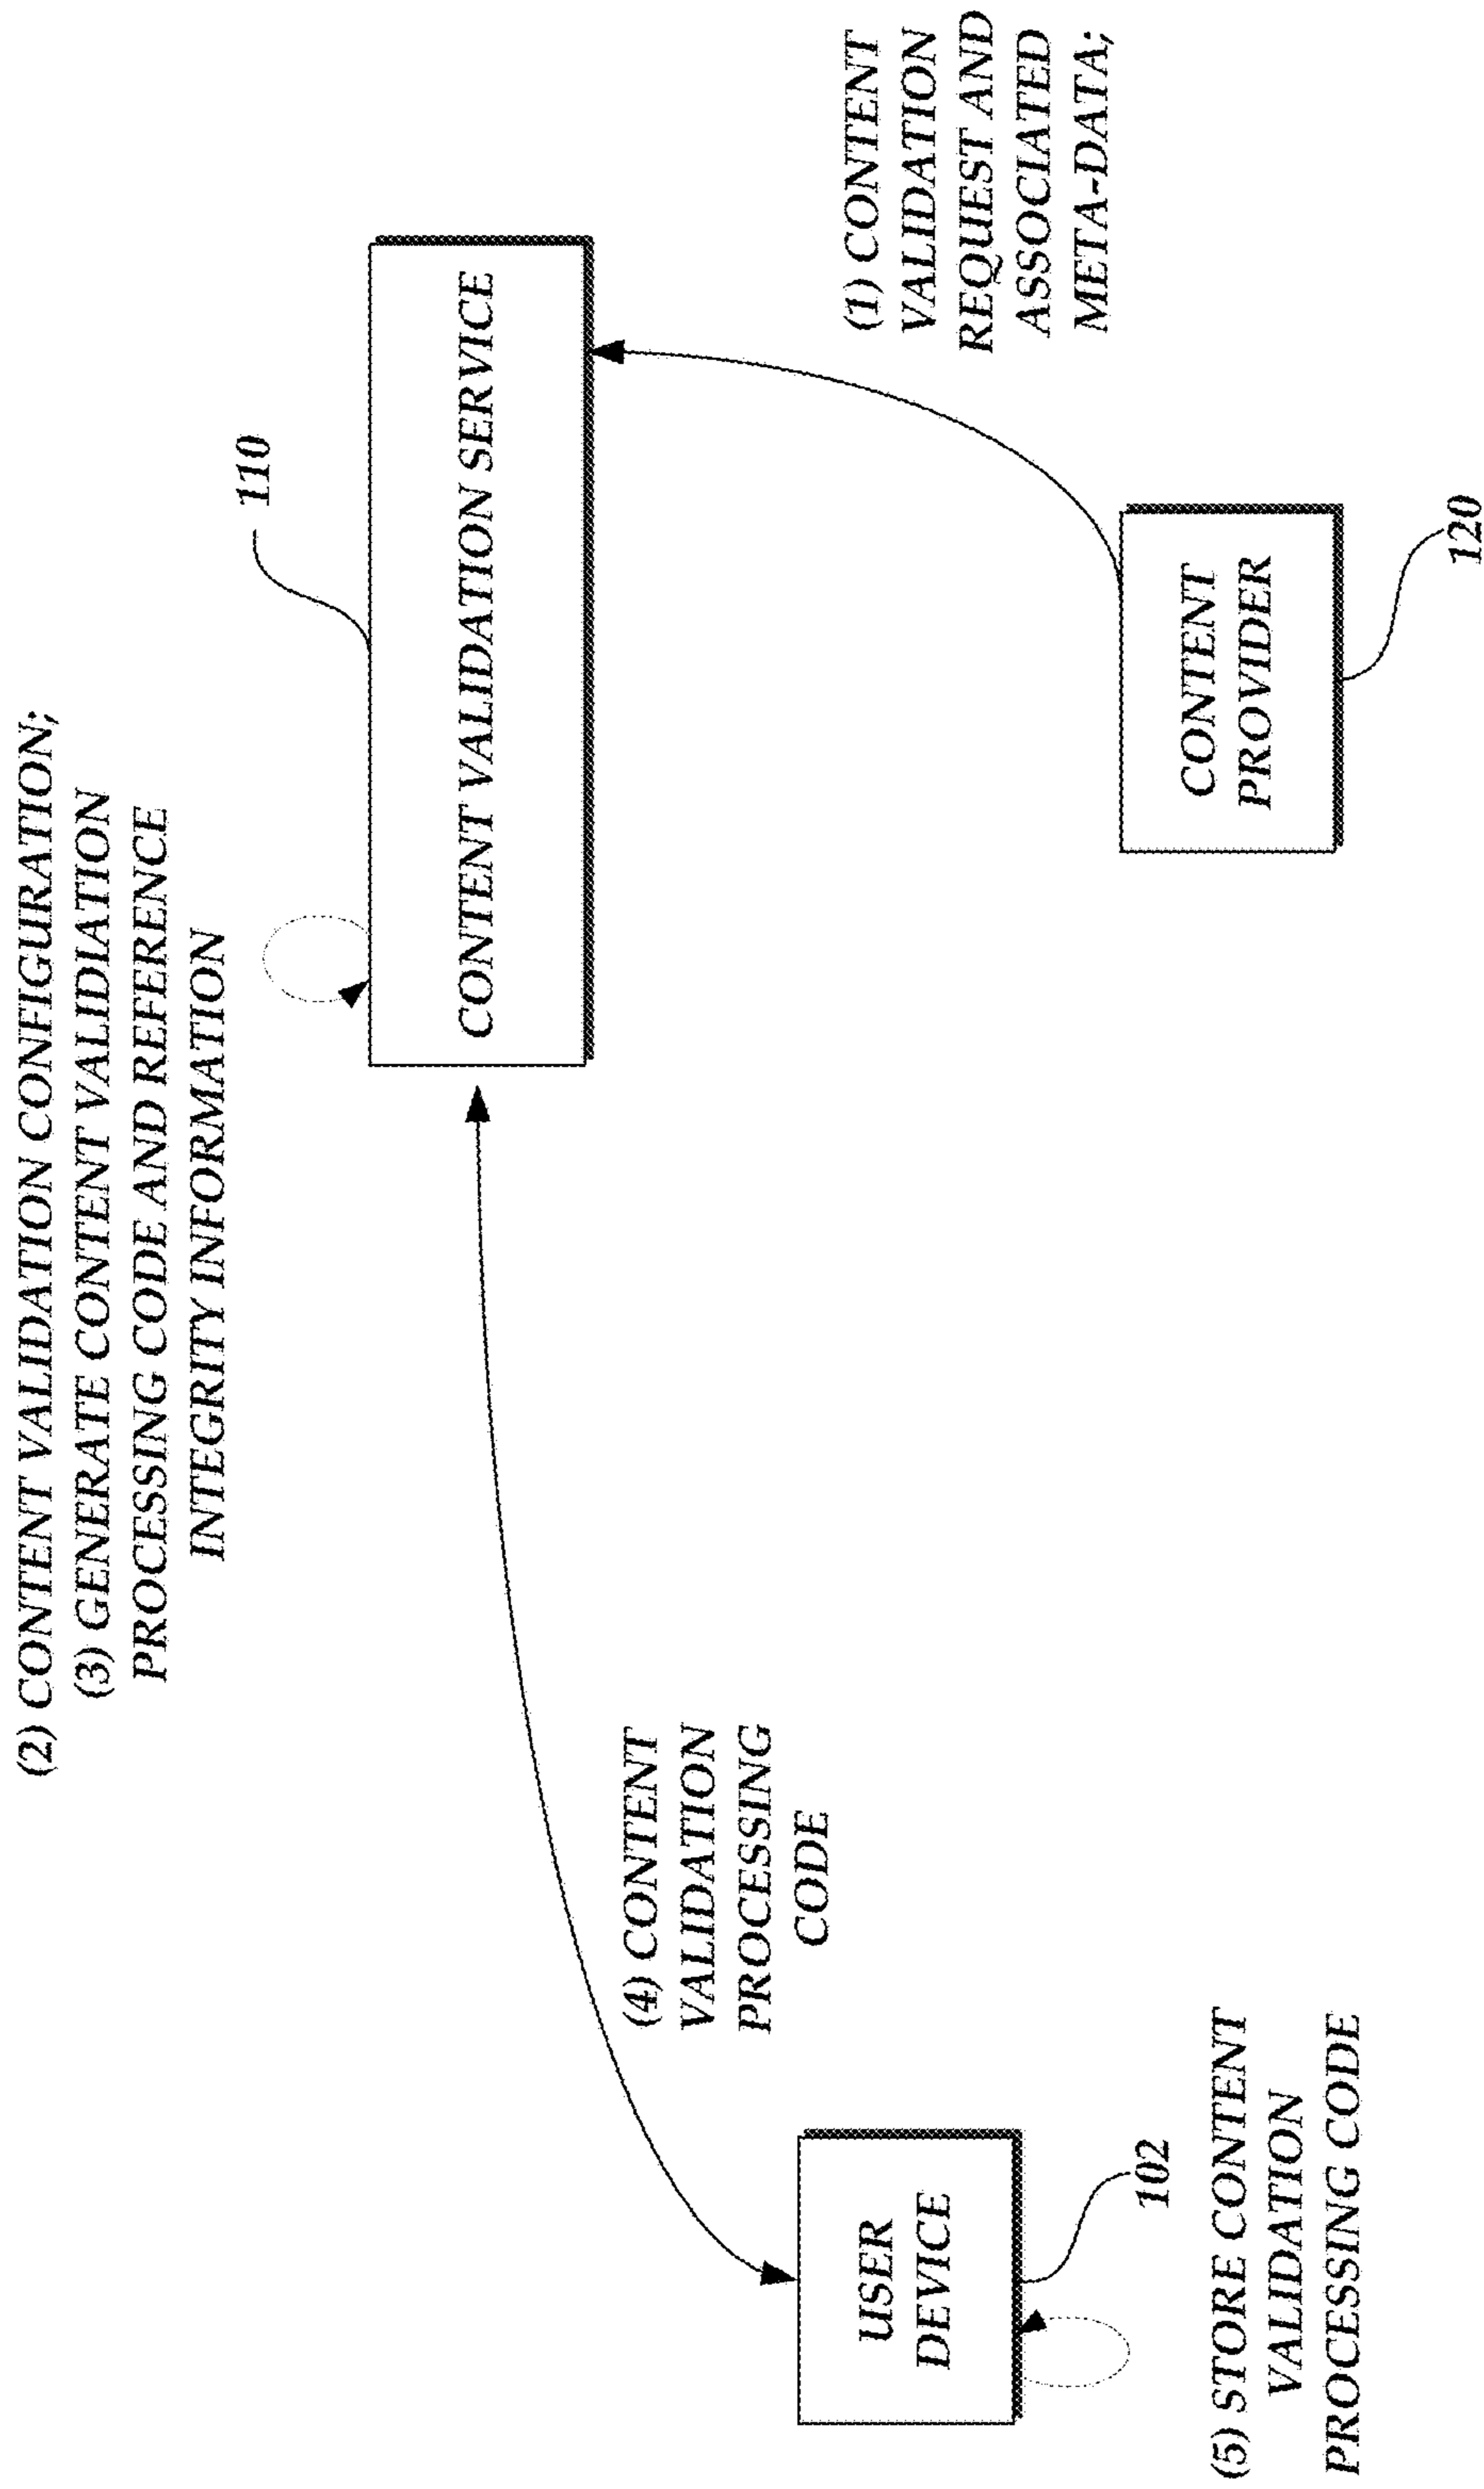 (2) CONTENT VALIDATION CONFIGURATION;
(3) GENERATE CONTENT VALIDIATION
PROCESSING CODE AND REFERENCE
INTEGRITY INFORMATION
110
CONTENT VALIDATION SERVICE
(4) CONTENT
VALIDATION
PROCESSING
CODE
(1) CONTENT
VALIDATION
REQUEST AND
ASSOCIATED
META-DATA;
USER
DEVICE
102
CONTENT
PROVIDER
120
(5) STORE CONTENT
VALIDATION
PROCESSING CODE